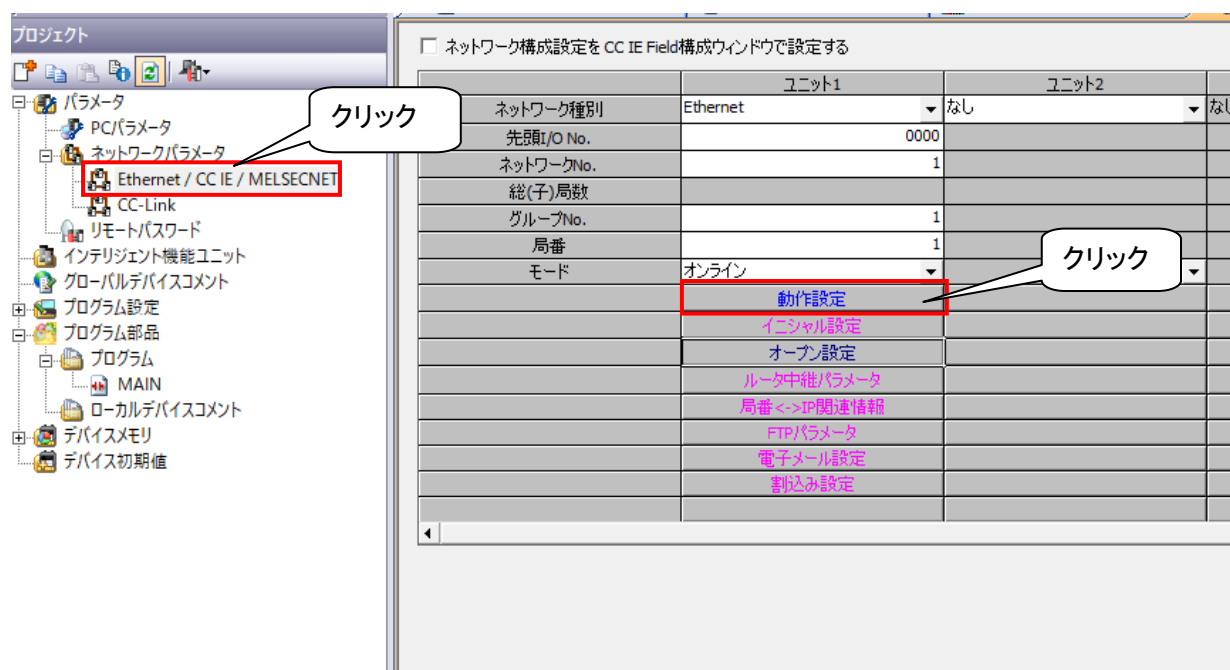 プロジェクト
パラメータ
PCパラメータ
ネットワークパラメータ
Ethernet / CC IE / MELSECNET
CC-Link
リモートパスワード
インテリジェント機能ユニット
グローバルデバイスコメント
プログラム設定
プログラム部品
プログラム
MAIN
ローカルデバイスコメント
デバイスメモリ
デバイス初期値
クリック
ネットワーク構成設定を CC IE Field構成ウィンドウで設定する
ユニット1 ユニット2
ネットワーク種別 Ethernet なし なし
先頭I/O No. 0000
ネットワークNo. 1
総(子)局数
グループNo. 1
局番 1
モード オンライン
クリック
動作設定
イニシャル設定
オープン設定
ルータ中継パラメータ
局番<->IP関連情報
FTPパラメータ
電子メール設定
割込み設定